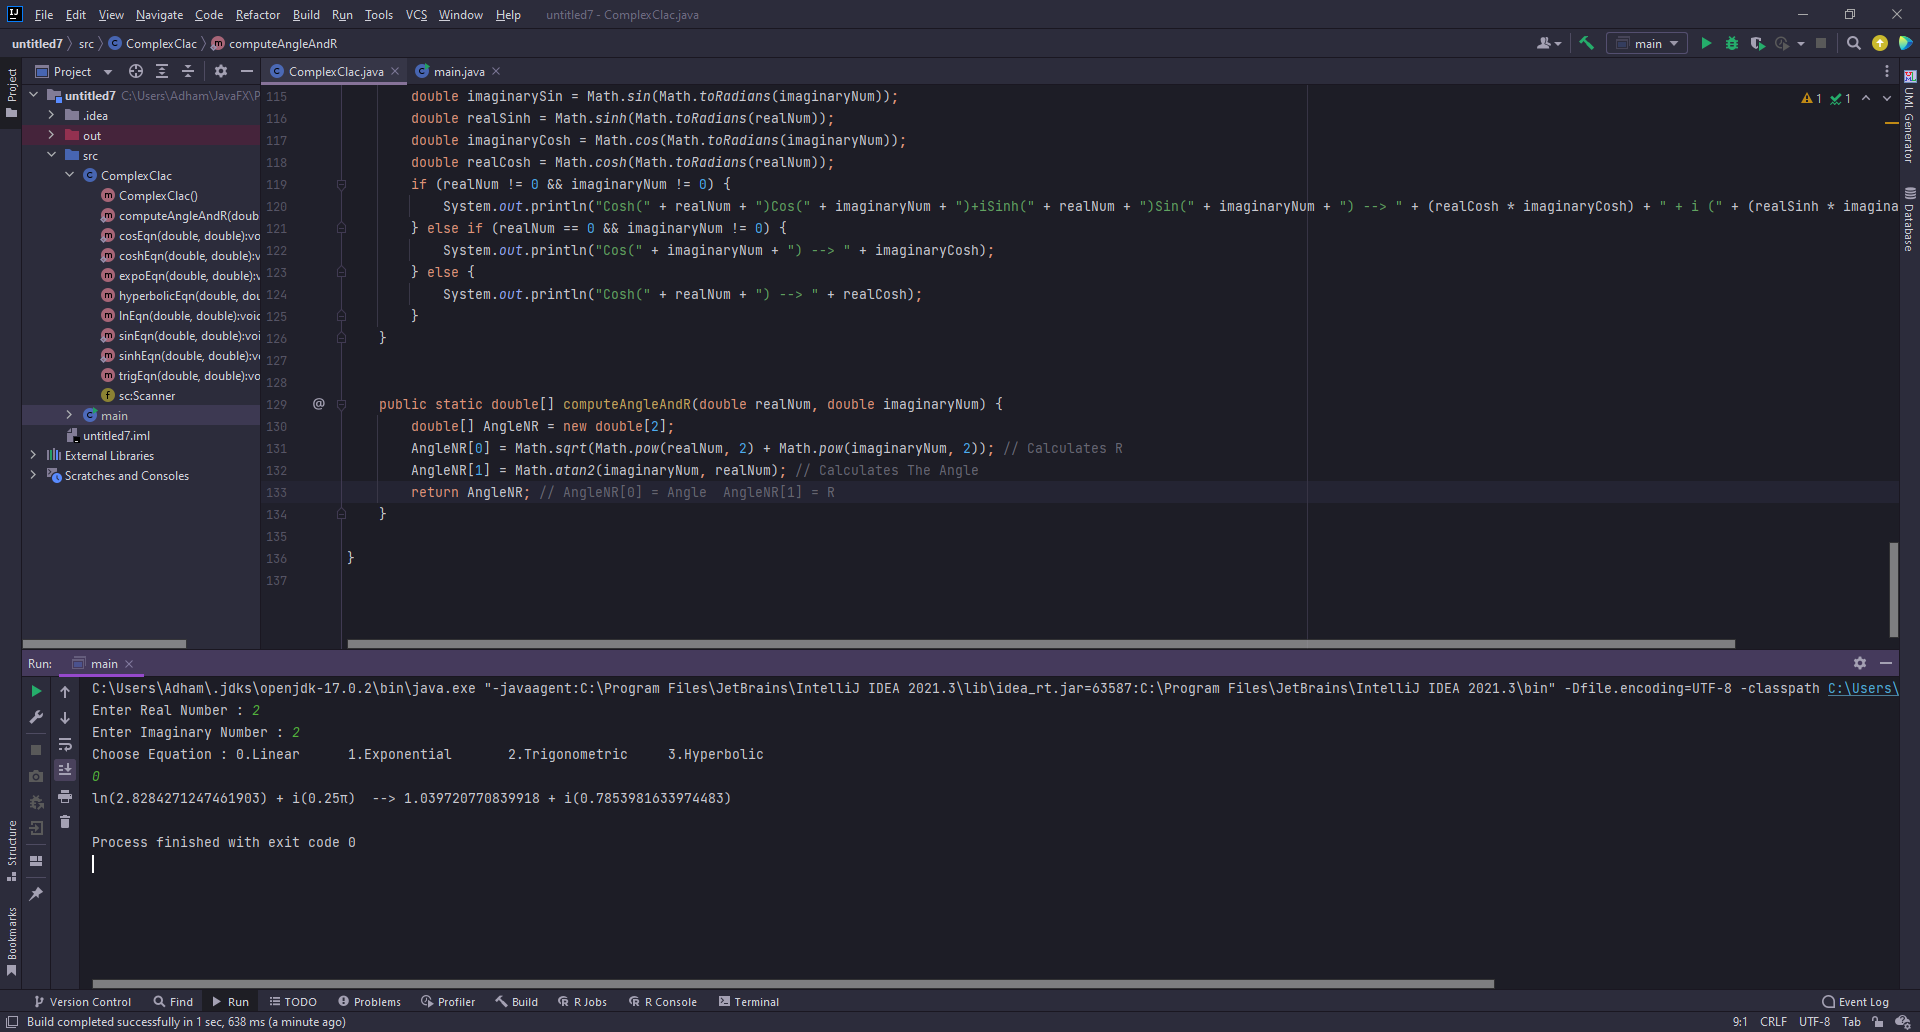 File Edit View Navigate Code Refactor Build Run Tools VCS Window Help untitled7 - ComplexClac.java
untitled7 src ComplexClac computeAngleAndR main
Project
ComplexClac.java main.java
untitled7 C:\Users\Adham\JavaFX\P
.idea
out
src
ComplexClac
ComplexClac()
computeAngleAndR(doub
cosEqn(double, double):vo
coshEqn(double, double):v
expoEqn(double, double):v
hyperbolicEqn(double, dou
lnEqn(double, double):voic
sinEqn(double, double):voi
sinhEqn(double, double):vo
trigEqn(double, double):vo
sc:Scanner
main
untitled7.iml
External Libraries
Scratches and Consoles
Project
Structure
Bookmarks
115 double imaginarySin = Math.sin(Math.toRadians(imaginaryNum));
116 double realSinh = Math.sinh(Math.toRadians(realNum));
117 double imaginaryCosh = Math.cos(Math.toRadians(imaginaryNum));
118 double realCosh = Math.cosh(Math.toRadians(realNum));
119 if (realNum != 0 && imaginaryNum != 0) {
120 System.out.println("Cosh(" + realNum + ")Cos(" + imaginaryNum + ")+iSinh(" + realNum + ")Sin(" + imaginaryNum + ") --> " + (realCosh * imaginaryCosh) + " + i (" + (realSinh * imagina
121 } else if (realNum == 0 && imaginaryNum != 0) {
122 System.out.println("Cos(" + imaginaryNum + ") --> " + imaginaryCosh);
123 } else {
124 System.out.println("Cosh(" + realNum + ") --> " + realCosh);
125 }
126 }
127
128
129 @ public static double[] computeAngleAndR(double realNum, double imaginaryNum) {
130 double[] AngleNR = new double[2];
131 AngleNR[0] = Math.sqrt(Math.pow(realNum, 2) + Math.pow(imaginaryNum, 2)); // Calculates R
132 AngleNR[1] = Math.atan2(imaginaryNum, realNum); // Calculates The Angle
133 return AngleNR; // AngleNR[0] = Angle  AngleNR[1] = R
134 }
135
136 }
137
1 1
UML Generator
Database
Run: main
C:\Users\Adham\.jdks\openjdk-17.0.2\bin\java.exe "-javaagent:C:\Program Files\JetBrains\IntelliJ IDEA 2021.3\lib\idea_rt.jar=63587:C:\Program Files\JetBrains\IntelliJ IDEA 2021.3\bin" -Dfile.encoding=UTF-8 -classpath C:\Users\
Enter Real Number : 2
Enter Imaginary Number : 2
Choose Equation : 0.Linear 1.Exponential 2.Trigonometric 3.Hyperbolic
0
ln(2.8284271247461903) + i(0.25π)  --> 1.039720770839918 + i(0.7853981633974483)
Process finished with exit code 0
Version Control Find Run TODO Problems Profiler Build R Jobs R Console Terminal Event Log
Build completed successfully in 1 sec, 638 ms (a minute ago) 9:1 CRLF UTF-8 Tab